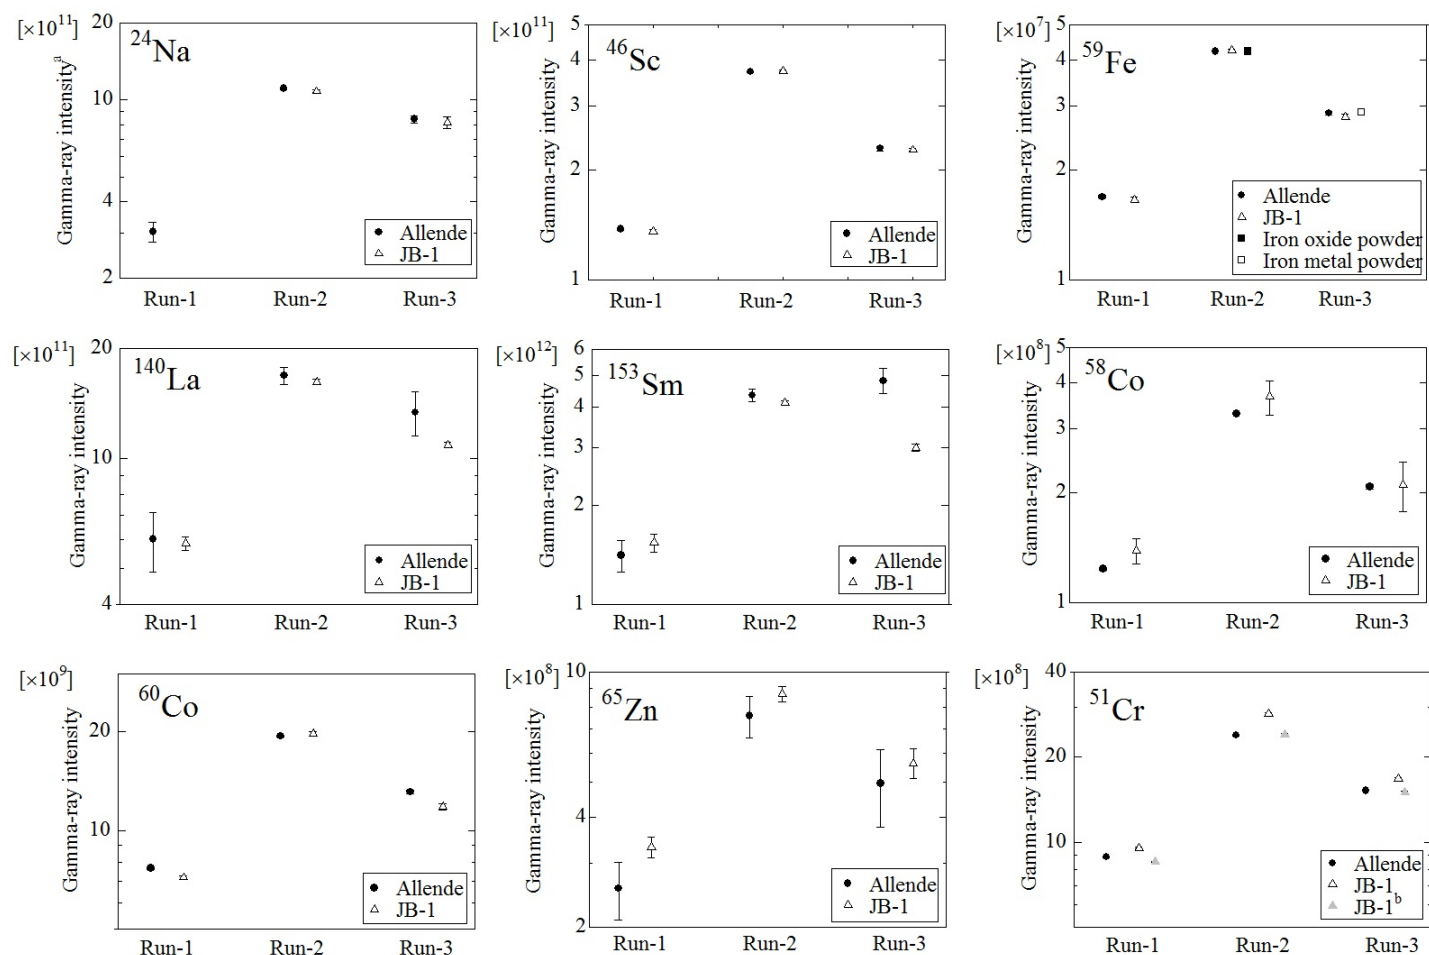 [×10¹¹]
²⁴Na
Gamma-ray intensityᵃ
20
10
4
2
Allende
JB-1
Run-1 Run-2 Run-3
[×10¹¹]
⁴⁶Sc
Gamma-ray intensity
5
4
3
2
1
Allende
JB-1
Run-1 Run-2 Run-3
[×10⁷]
⁵⁹Fe
Gamma-ray intensity
5
4
3
2
1
Allende
JB-1
Iron oxide powder
Iron metal powder
Run-1 Run-2 Run-3
[×10¹¹]
¹⁴⁰La
Gamma-ray intensity
20
10
4
Allende
JB-1
Run-1 Run-2 Run-3
[×10¹²]
¹⁵³Sm
Gamma-ray intensity
6
5
4
3
2
1
Allende
JB-1
Run-1 Run-2 Run-3
[×10⁸]
⁵⁸Co
Gamma-ray intensity
5
4
3
2
1
Allende
JB-1
Run-1 Run-2 Run-3
[×10⁹]
⁶⁰Co
Gamma-ray intensity
20
10
Allende
JB-1
Run-1 Run-2 Run-3
[×10⁸]
⁶⁵Zn
Gamma-ray intensity
10
4
2
Allende
JB-1
Run-1 Run-2 Run-3
[×10⁸]
⁵¹Cr
Gamma-ray intensity
40
20
10
Allende
JB-1
JB-1ᵇ
Run-1 Run-2 Run-3